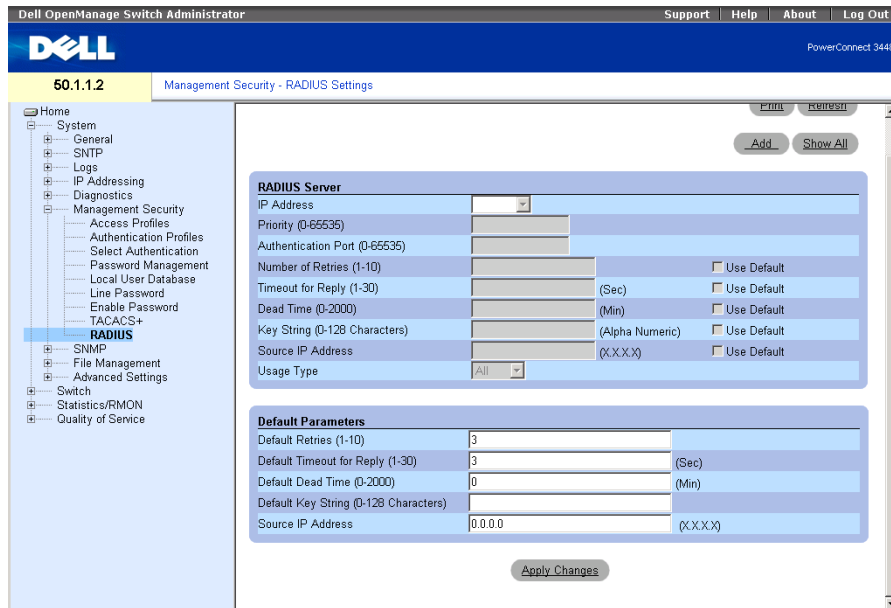 Dell OpenManage Switch Administrator
Support | Help | About | Log Out
DELL
PowerConnect 3448
50.1.1.2
Management Security - RADIUS Settings
Home
System
General
SNTP
Logs
IP Addressing
Diagnostics
Management Security
Access Profiles
Authentication Profiles
Select Authentication
Password Management
Local User Database
Line Password
Enable Password
TACACS+
RADIUS
SNMP
File Management
Advanced Settings
Switch
Statistics/RMON
Quality of Service
Print Refresh
Add Show All
RADIUS Server
IP Address
Priority (0-65535)
Authentication Port (0-65535)
Number of Retries (1-10) Use Default
Timeout for Reply (1-30) (Sec) Use Default
Dead Time (0-2000) (Min) Use Default
Key String (0-128 Characters) (Alpha Numeric) Use Default
Source IP Address (X.X.X.X) Use Default
Usage Type All
Default Parameters
Default Retries (1-10) 3
Default Timeout for Reply (1-30) 3 (Sec)
Default Dead Time (0-2000) 0 (Min)
Default Key String (0-128 Characters)
Source IP Address 0.0.0.0 (X.X.X.X)
Apply Changes